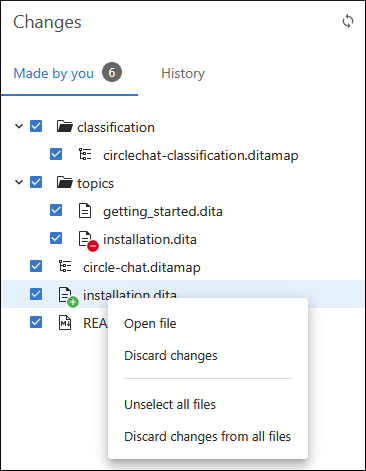 Changes
Made by you 6 History
classification
circlechat-classification.ditamap
topics
getting_started.dita
installation.dita
circle-chat.ditamap
installation.dita
REA
Open file
Discard changes
Unselect all files
Discard changes from all files